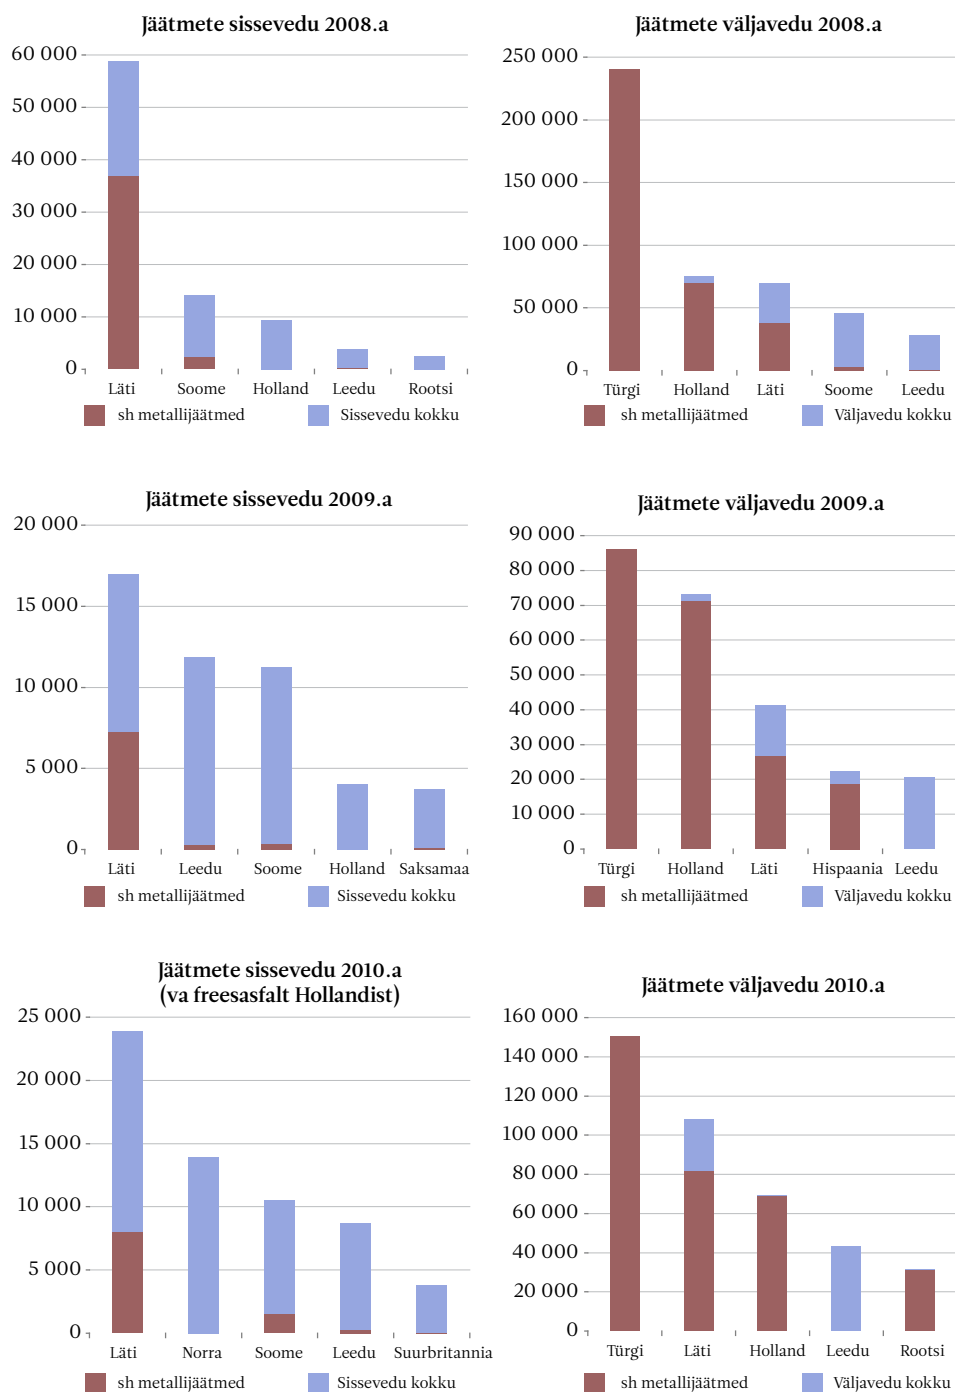 Jäätmete sissevedu 2008.a
60 000
50 000
40 000
30 000
20 000
10 000
0
Läti Soome Holland Leedu Rootsi
sh metallijäätmed Sissevedu kokku
Jäätmete väljavedu 2008.a
250 000
200 000
150 000
100 000
50 000
0
Türgi Holland Läti Soome Leedu
sh metallijäätmed Väljavedu kokku
Jäätmete sissevedu 2009.a
20 000
15 000
10 000
5 000
0
Läti Leedu Soome Holland Saksamaa
sh metallijäätmed Sissevedu kokku
Jäätmete väljavedu 2009.a
90 000
80 000
70 000
60 000
50 000
40 000
30 000
20 000
10 000
0
Türgi Holland Läti Hispaania Leedu
sh metallijäätmed Väljavedu kokku
Jäätmete sissevedu 2010.a
(va freesasfalt Hollandist)
25 000
20 000
15 000
10 000
5 000
0
Läti Norra Soome Leedu Suurbritannia
sh metallijäätmed Sissevedu kokku
Jäätmete väljavedu 2010.a
160 000
140 000
120 000
100 000
80 000
60 000
40 000
20 000
0
Türgi Läti Holland Leedu Rootsi
sh metallijäätmed Väljavedu kokku